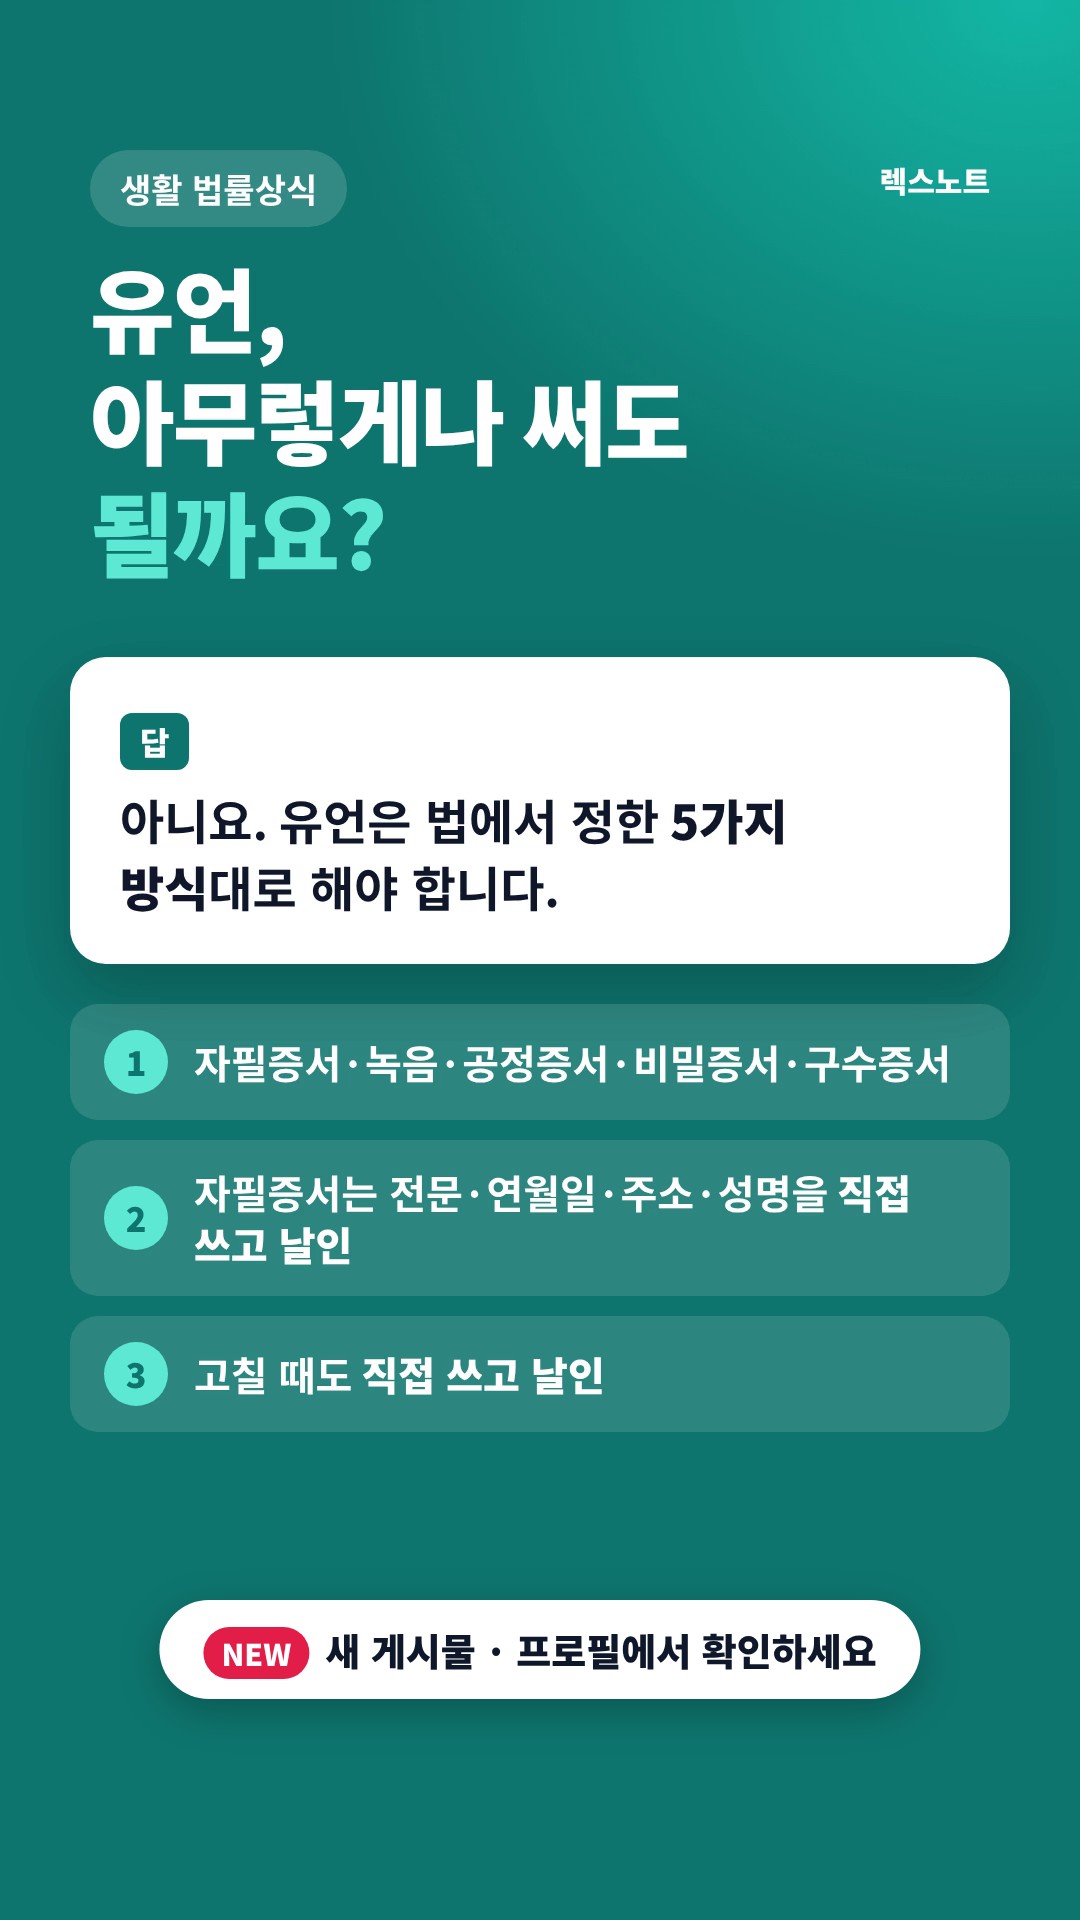 생활 법률상식
렉스노트
유언,
아무렇게나 써도
될까요?
답
아니요. 유언은 법에서 정한 5가지
방식대로 해야 합니다.
1 자필증서·녹음·공정증서·비밀증서·구수증서
2 자필증서는 전문·연월일·주소·성명을 직접
쓰고 날인
3 고칠 때도 직접 쓰고 날인
NEW 새 게시물 · 프로필에서 확인하세요